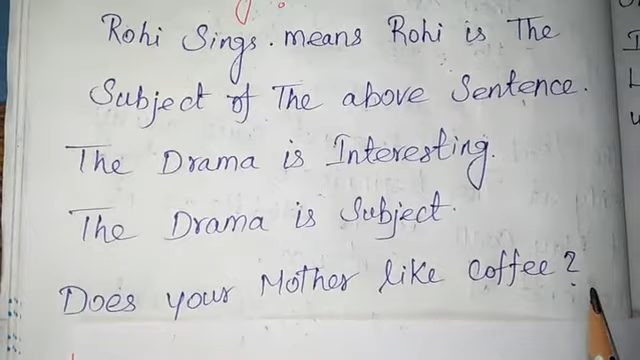 Rohi Sings. means Rohi is The
Subject of The above Sentence.
The Drama is Interesting.
The Drama is Subject.
Does your Mother like coffee?